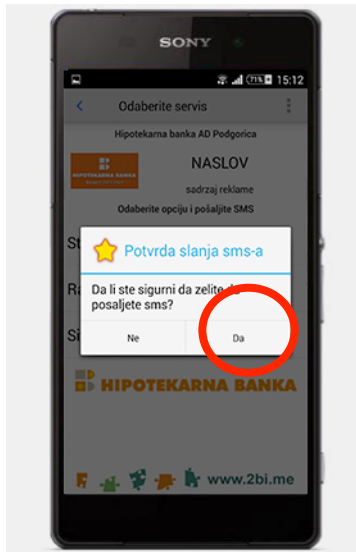 SONY
71%
15:12
Odaberite servis
Hipotekarna banka AD Podgorica
HIPOTEKARNA BANKA
NASLOV
sadrzaj reklame
Odaberite opciju i pošaljite SMS
St
Potvrda slanja sms-a
Da li ste sigurni da zelite da
posaljete sms?
Ne
Da
Si
HIPOTEKARNA BANKA
www.2bi.me